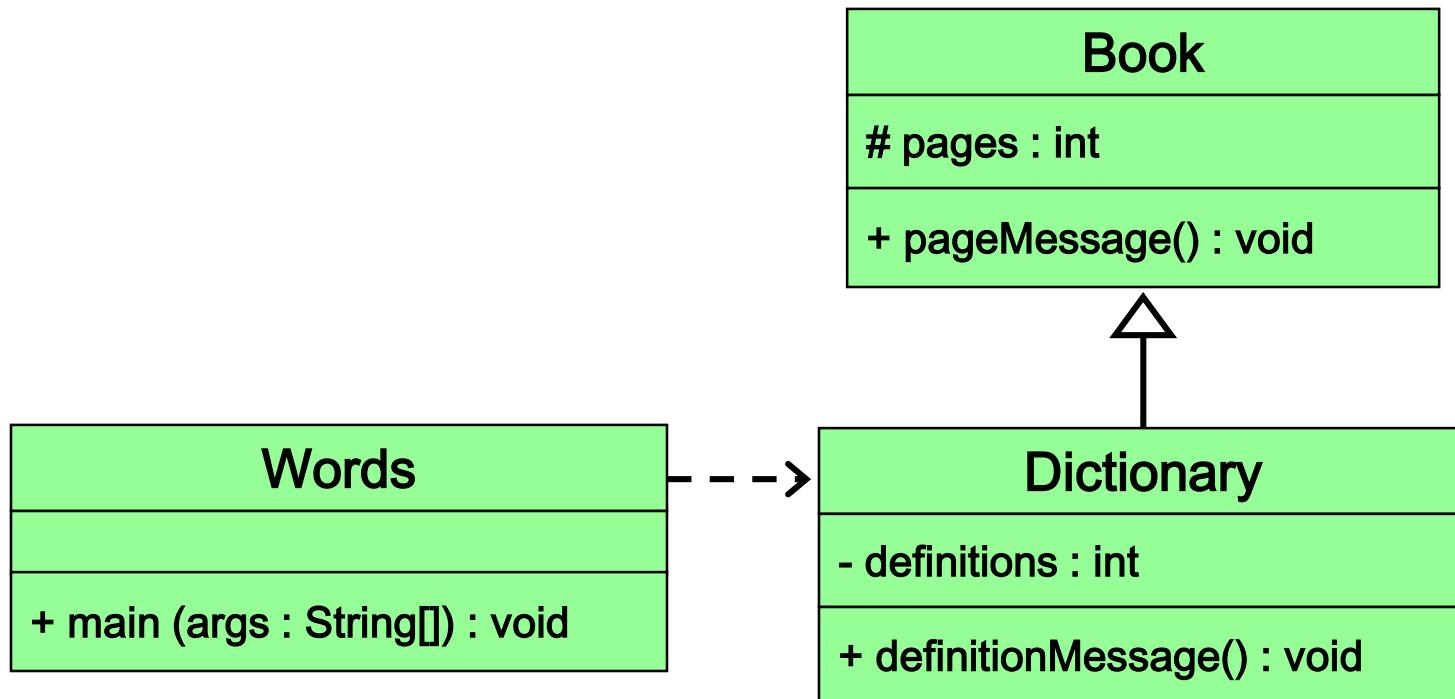 Book
# pages : int
+ pageMessage() : void
Words
+ main (args : String[]) : void
Dictionary
- definitions : int
+ definitionMessage() : void